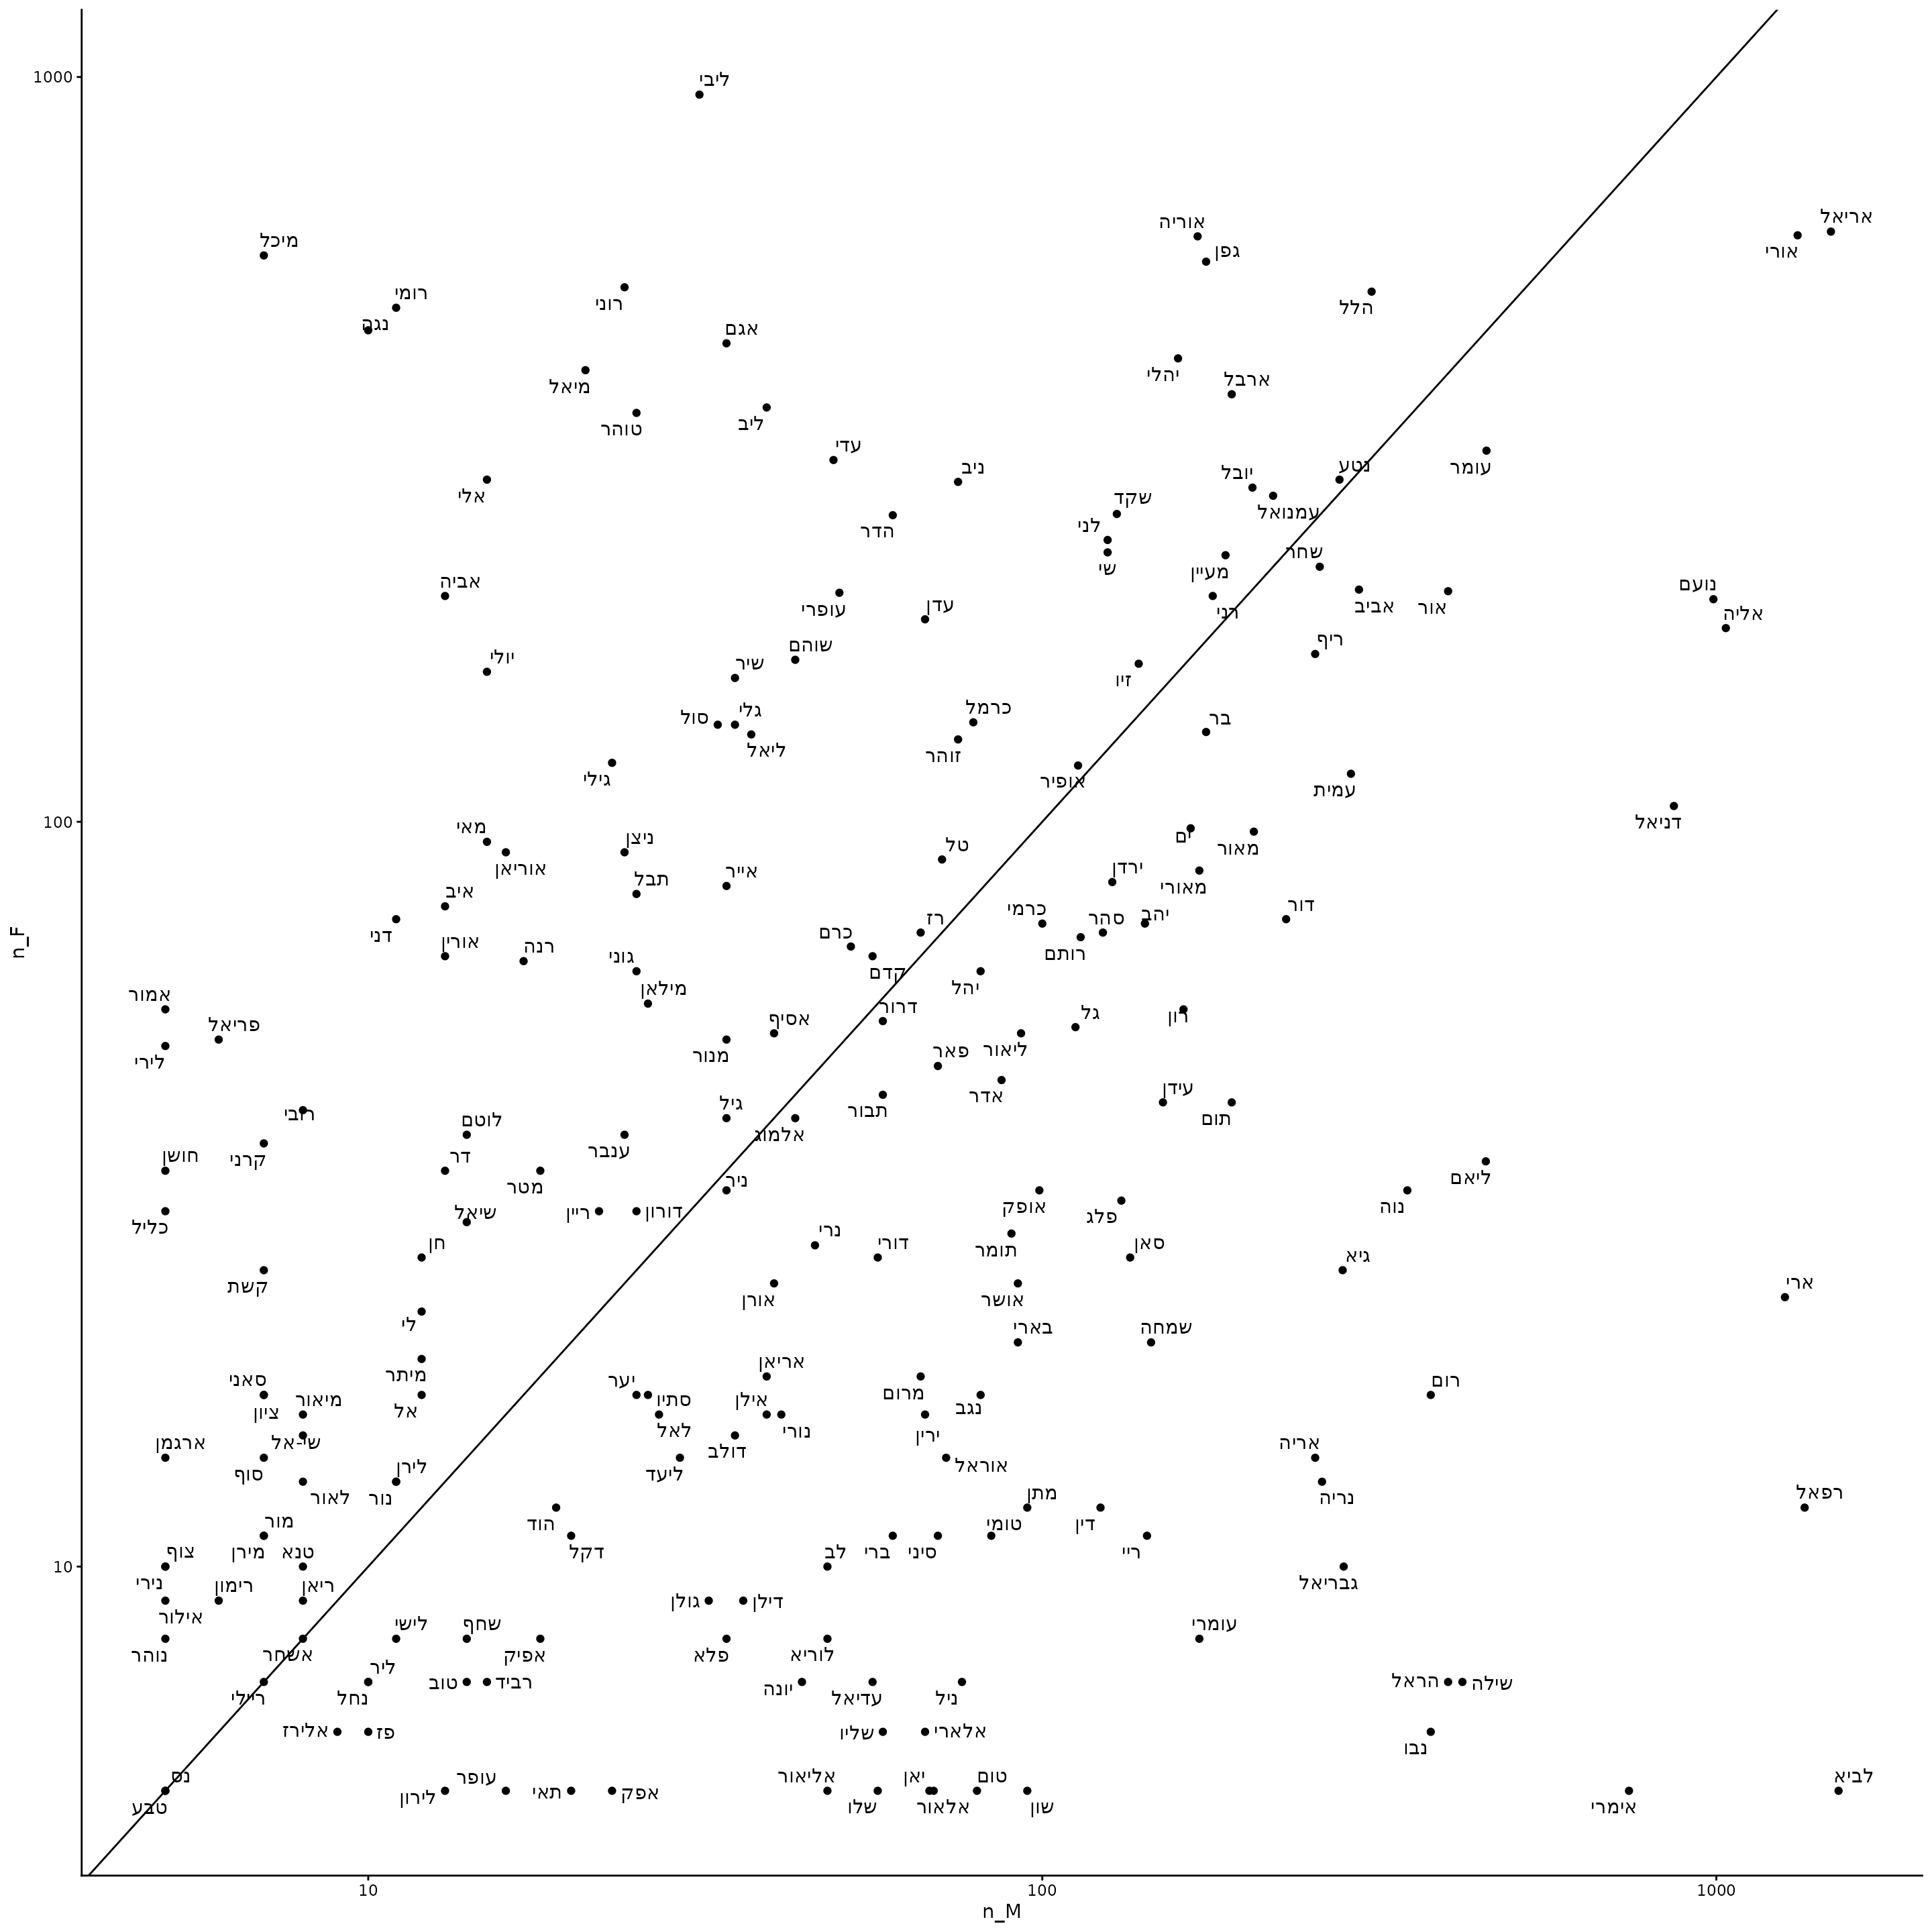 1000
ליבי
אריאל
אורי
אוריה
גפן
מיכל
הלל
רומי
רוני
נגה
אגם
יהלי
ארבל
מיאל
ליב
טוהר
עדי
ניב
נטע
עומר
יובל
עמנואל
אלי
שקד
הדר
לני
שי
מעיין
שחר
רני
אביב
אור
נועם
אליה
אביה
עופרי
עדן
ריף
שוהם
זיו
שיר
יולי
סול
גלי
ליאל
כרמל
זוהר
בר
גילי
אופיר
עמית
דניאל
100
מאי
אוריאן
ניצן
טל
ים
מאור
תבל
אייר
ירדן
מאורי
איב
דני
רז
כרמי
סהר
יהב
רותם
דור
n_F
אורין
רנה
גוני
כרם
קדם
יהל
מילאן
אמור
פריאל
לירי
דרור
גל
רון
אסיף
מנור
ליאור
פאר
אדר
תבור
עידן
תום
רובי
גיל
אלמוג
לוטם
ענבר
קרני
חושן
דר
מטר
ניר
ליאם
נוה
אופק
פלג
כליל
שיאל
ריין
דורון
חן
נרי
דורי
תומר
סאן
גיא
קשת
אורן
אושר
ארי
לי
בארי
שמחה
מיתר
אריאן
מרום
סאני
אל
יער
סתיו
נגב
רום
מיאור
ציון
לאל
אילן
נורי
ירין
שי-אל
ארגמן
סוף
דולב
ליעד
אוראל
אריה
נריה
לאור
לירן
נור
הוד
מתן
דין
רפאל
מור
מירן
דקל
ברי
סיני
טומי
ריי
10
צוף
נירי
טנא
לב
גבריאל
רימון
ריאן
אילור
גולן
דילן
נוהר
אשחר
לישי
שחף
אפיק
פלא
לוריא
עומרי
ריילי
ליר
נחל
טוב
רביד
יונה
עדיאל
ניל
הראל
שילה
אלירז
פז
שליו
אלארי
נבו
נס
טבע
לירון
עופר
תאי
אפק
אליאור
שלו
יאן
אלאור
טום
שון
אימרי
לביא
10
100
1000
n_M